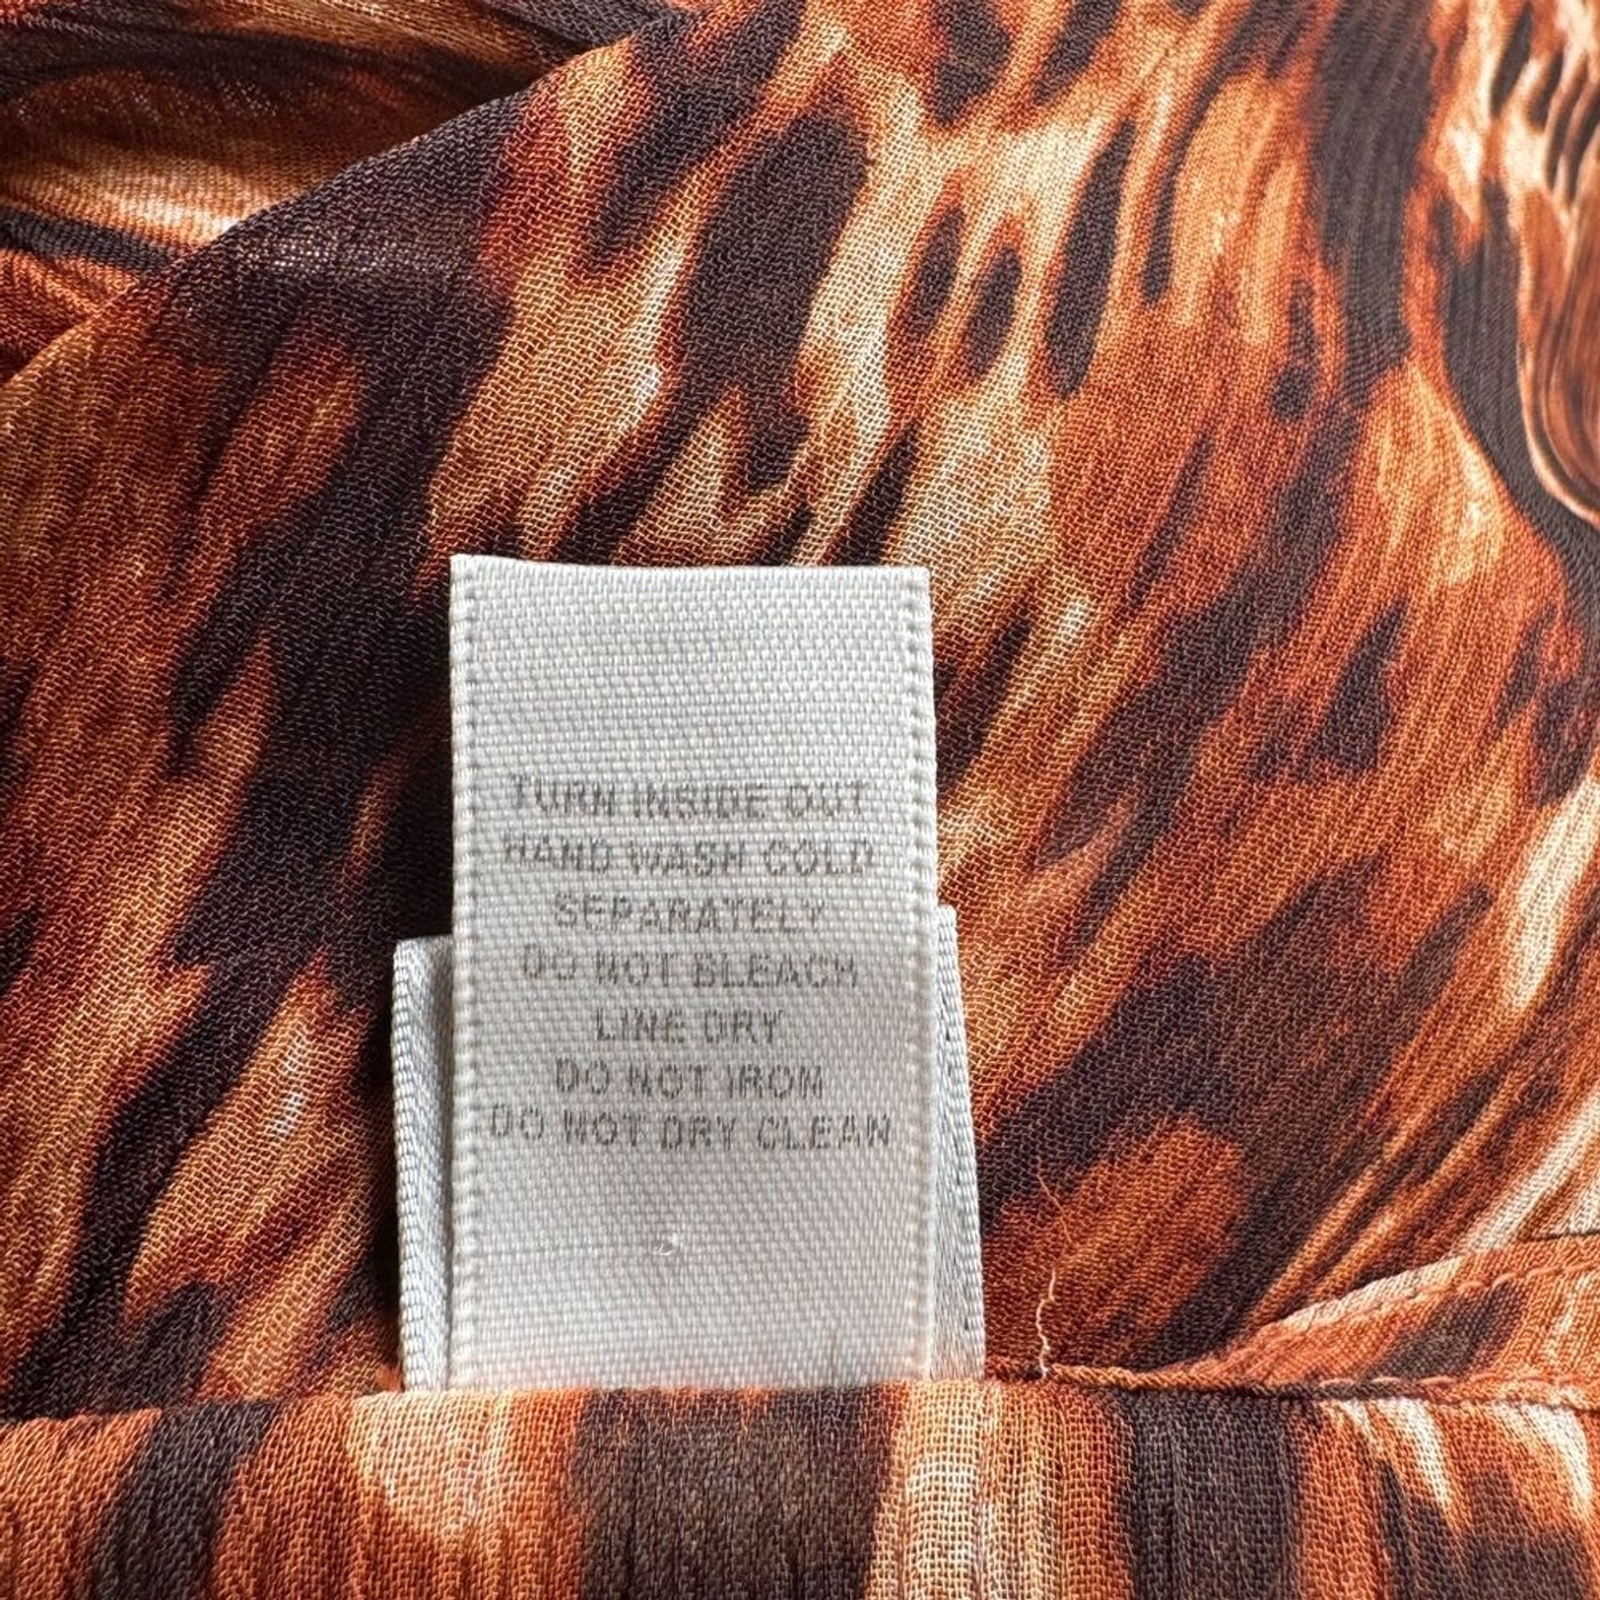 TURN INSIDE OUT
HAND WASH COLD
SEPARATELY
DO NOT BLEACH
LINE DRY
DO NOT IRON
DO NOT DRY CLEAN